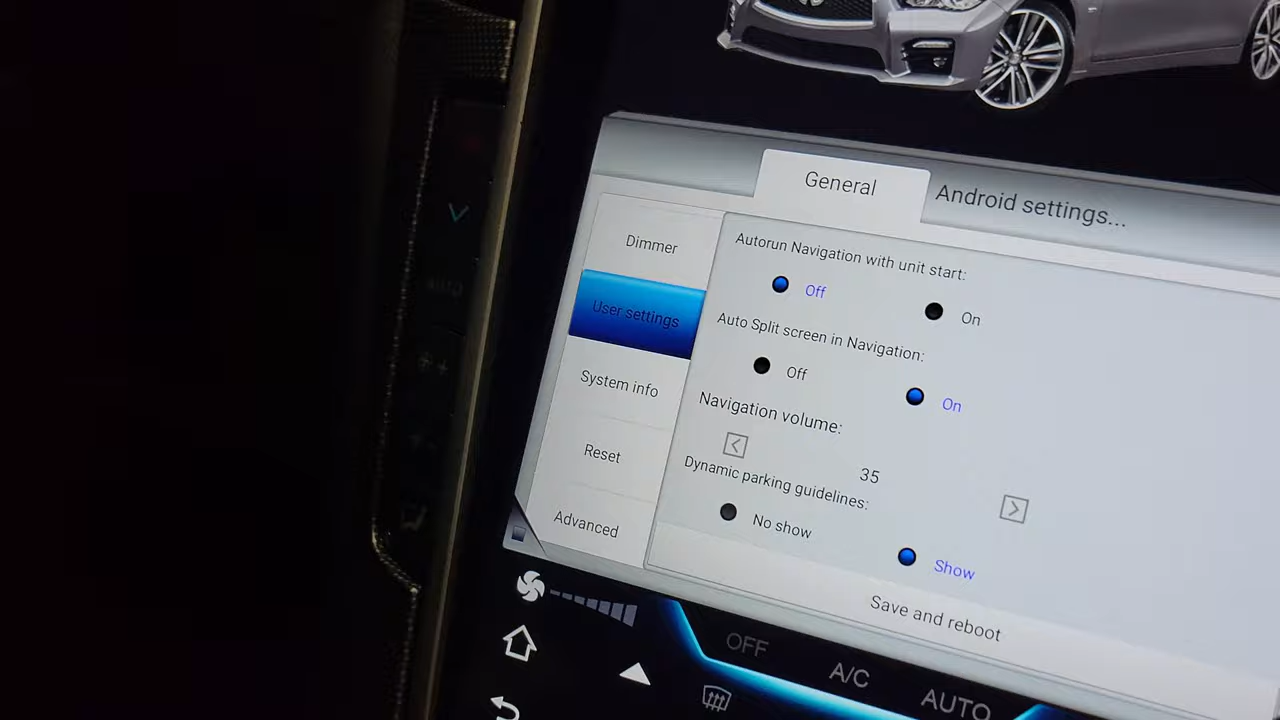 General
Android settings...
Dimmer
User settings
System info
Reset
Advanced
Autorun Navigation with unit start:
Off
On
Auto Split screen in Navigation:
Off
On
Navigation volume:
35
Dynamic parking guidelines:
No show
Show
Save and reboot
OFF
A/C
AUTO